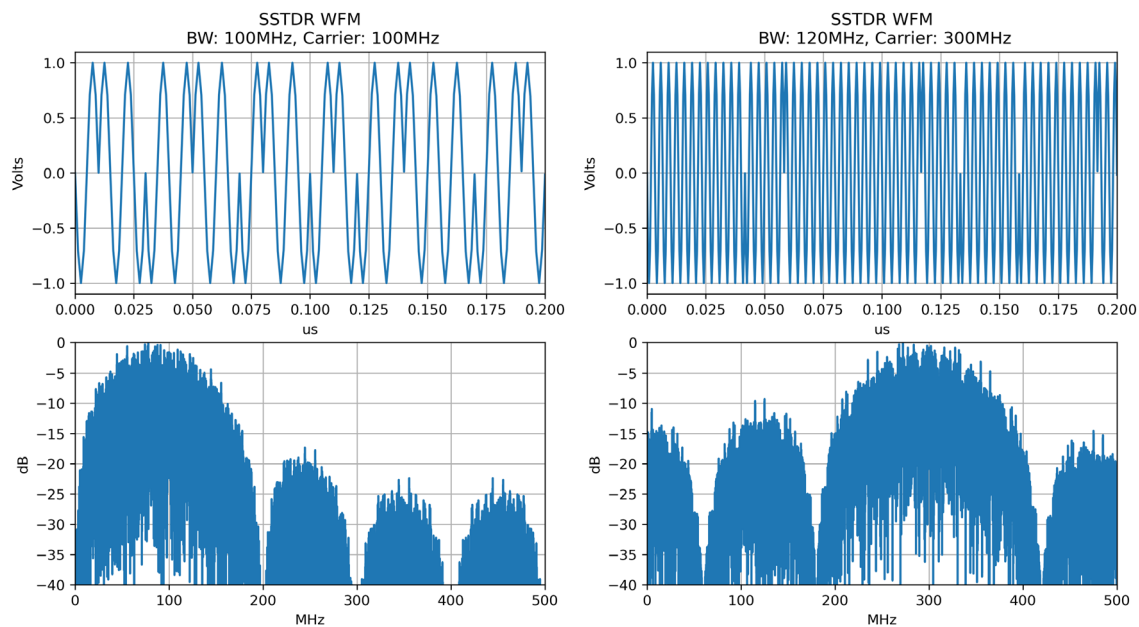 SSTDR WFM
BW: 100MHz, Carrier: 100MHz
1.0
0.5
0.0
−0.5
−1.0
Volts
0.000 0.025 0.050 0.075 0.100 0.125 0.150 0.175 0.200
us
0
−5
−10
−15
−20
−25
−30
−35
−40
dB
0 100 200 300 400 500
MHz
SSTDR WFM
BW: 120MHz, Carrier: 300MHz
1.0
0.5
0.0
−0.5
−1.0
Volts
0.000 0.025 0.050 0.075 0.100 0.125 0.150 0.175 0.200
us
0
−5
−10
−15
−20
−25
−30
−35
−40
dB
0 100 200 300 400 500
MHz